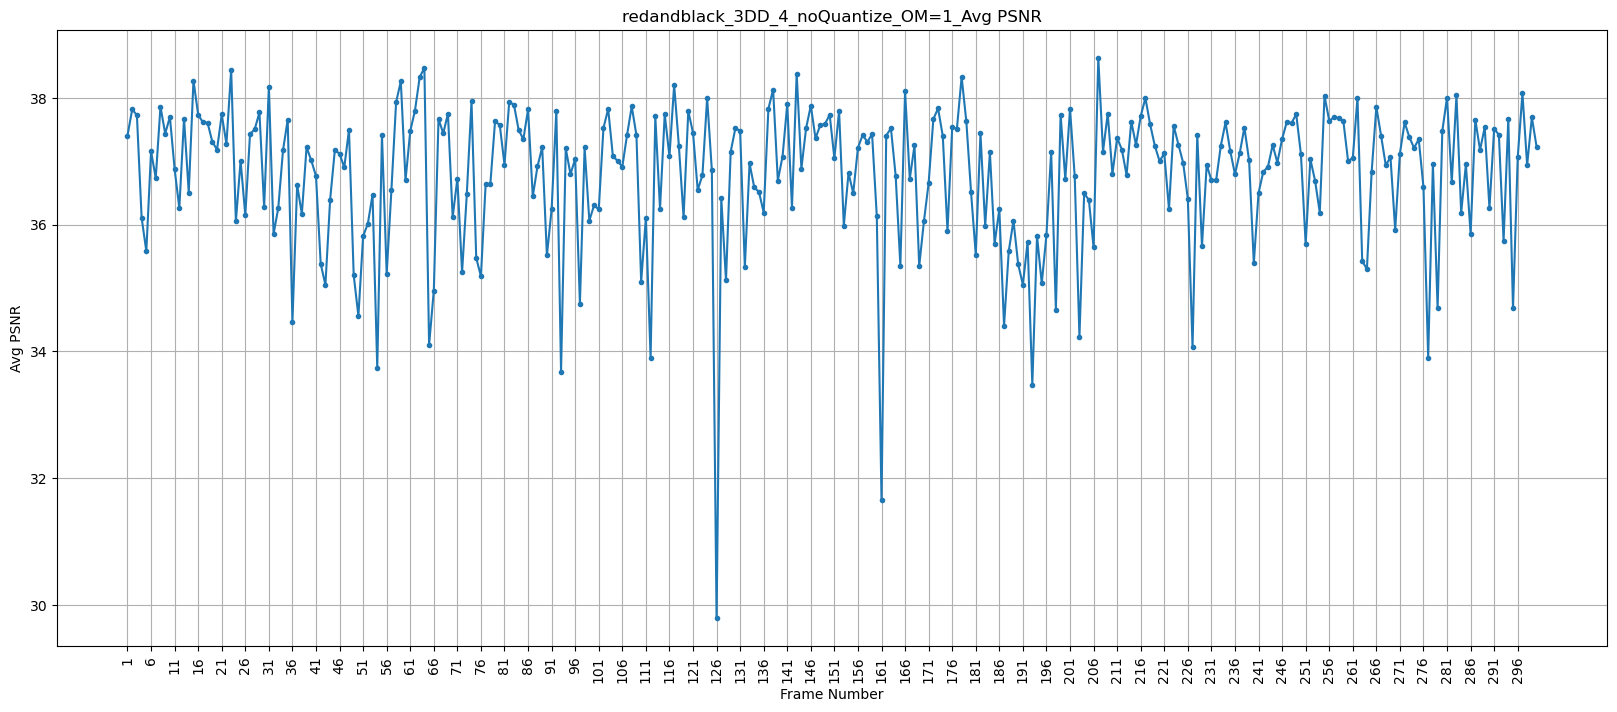 redandblack_3DD_4_noQuantize_OM=1_Avg PSNR
Avg PSNR
38
36
34
32
30
1 6 11 16 21 26 31 36 41 46 51 56 61 66 71 76 81 86 91 96 101 106 111 116 121 126 131 136 141 146 151 156 161 166 171 176 181 186 191 196 201 206 211 216 221 226 231 236 241 246 251 256 261 266 271 276 281 286 291 296
Frame Number